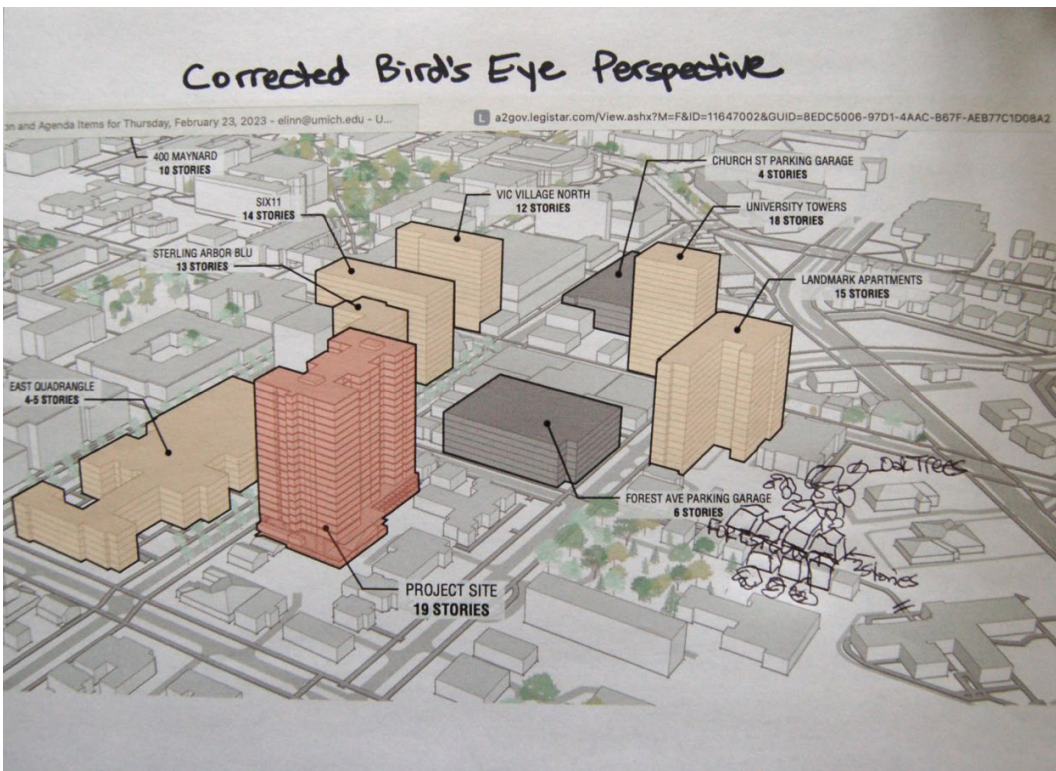 Corrected Bird's Eye Perspective
on and Agenda Items for Thursday, February 23, 2023 - elinn@umich.edu - U...
L a2gov.legistar.com/View.ashx?M=F&ID=11647002&GUID=8EDC5006-97D1-4AAC-B67F-AEB77C1D08A2
400 MAYNARD
10 STORIES
CHURCH ST PARKING GARAGE
4 STORIES
SIX11
14 STORIES
VIC VILLAGE NORTH
12 STORIES
UNIVERSITY TOWERS
18 STORIES
STERLING ARBOR BLU
13 STORIES
LANDMARK APARTMENTS
15 STORIES
EAST QUADRANGLE
4-5 STORIES
Oak Trees
FOREST AVE PARKING GARAGE
6 STORIES
2 stories
PROJECT SITE
19 STORIES